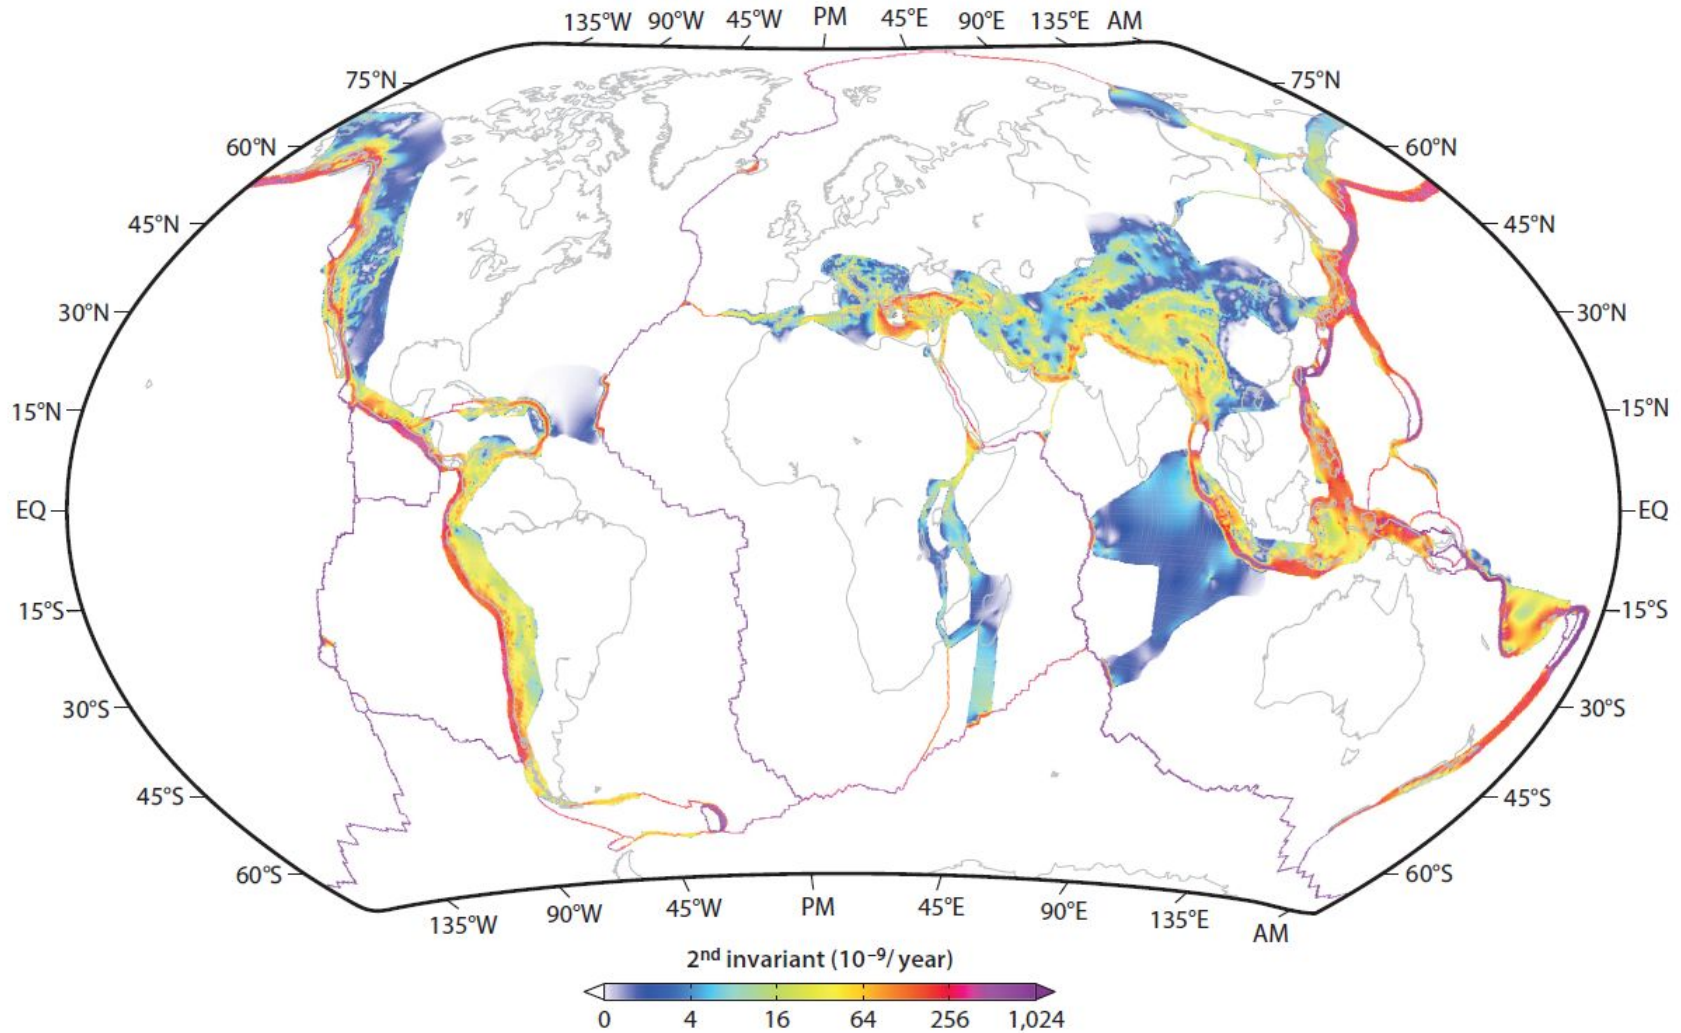 135°W 90°W 45°W PM 45°E 90°E 135°E AM
75°N 75°N
60°N 60°N
45°N 45°N
30°N 30°N
15°N 15°N
EQ EQ
15°S 15°S
30°S 30°S
45°S 45°S
60°S 60°S
135°W 90°W 45°W PM 45°E 90°E 135°E AM
2nd invariant (10⁻⁹/year)
0 4 16 64 256 1,024